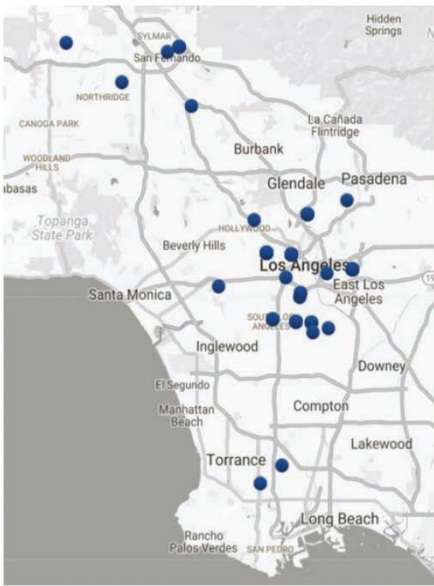 Hidden
Springs
SYLMAR
San Fernando
NORTHRIDGE
CANOGA PARK
La Cañada
Flintridge
Burbank
WOODLAND
HILLS
abasas
Glendale
Pasadena
Topanga
State Park
HOLLYWOOD
Beverly Hills
Los Angeles
East Los
Angeles
Santa Monica
SOUTH LOS
ANGELES
Inglewood
Downey
El Segundo
Manhattan
Beach
Compton
Lakewood
Torrance
Long Beach
Rancho
Palos Verdes
SAN PEDRO